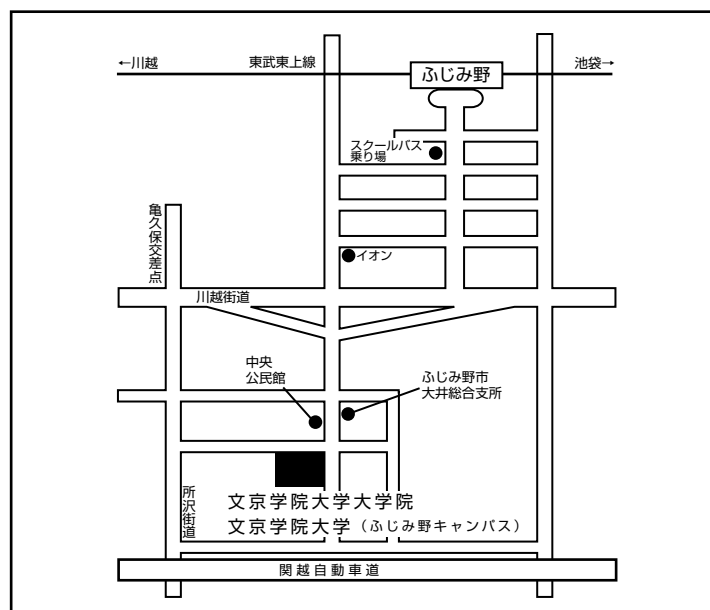 ←川越
東武東上線
ふじみ野
池袋→
スクールバス
乗り場
亀久保交差点
イオン
川越街道
中央
公民館
ふじみ野市
大井総合支所
所沢街道
文京学院大学大学院
文京学院大学（ふじみ野キャンパス）
関越自動車道